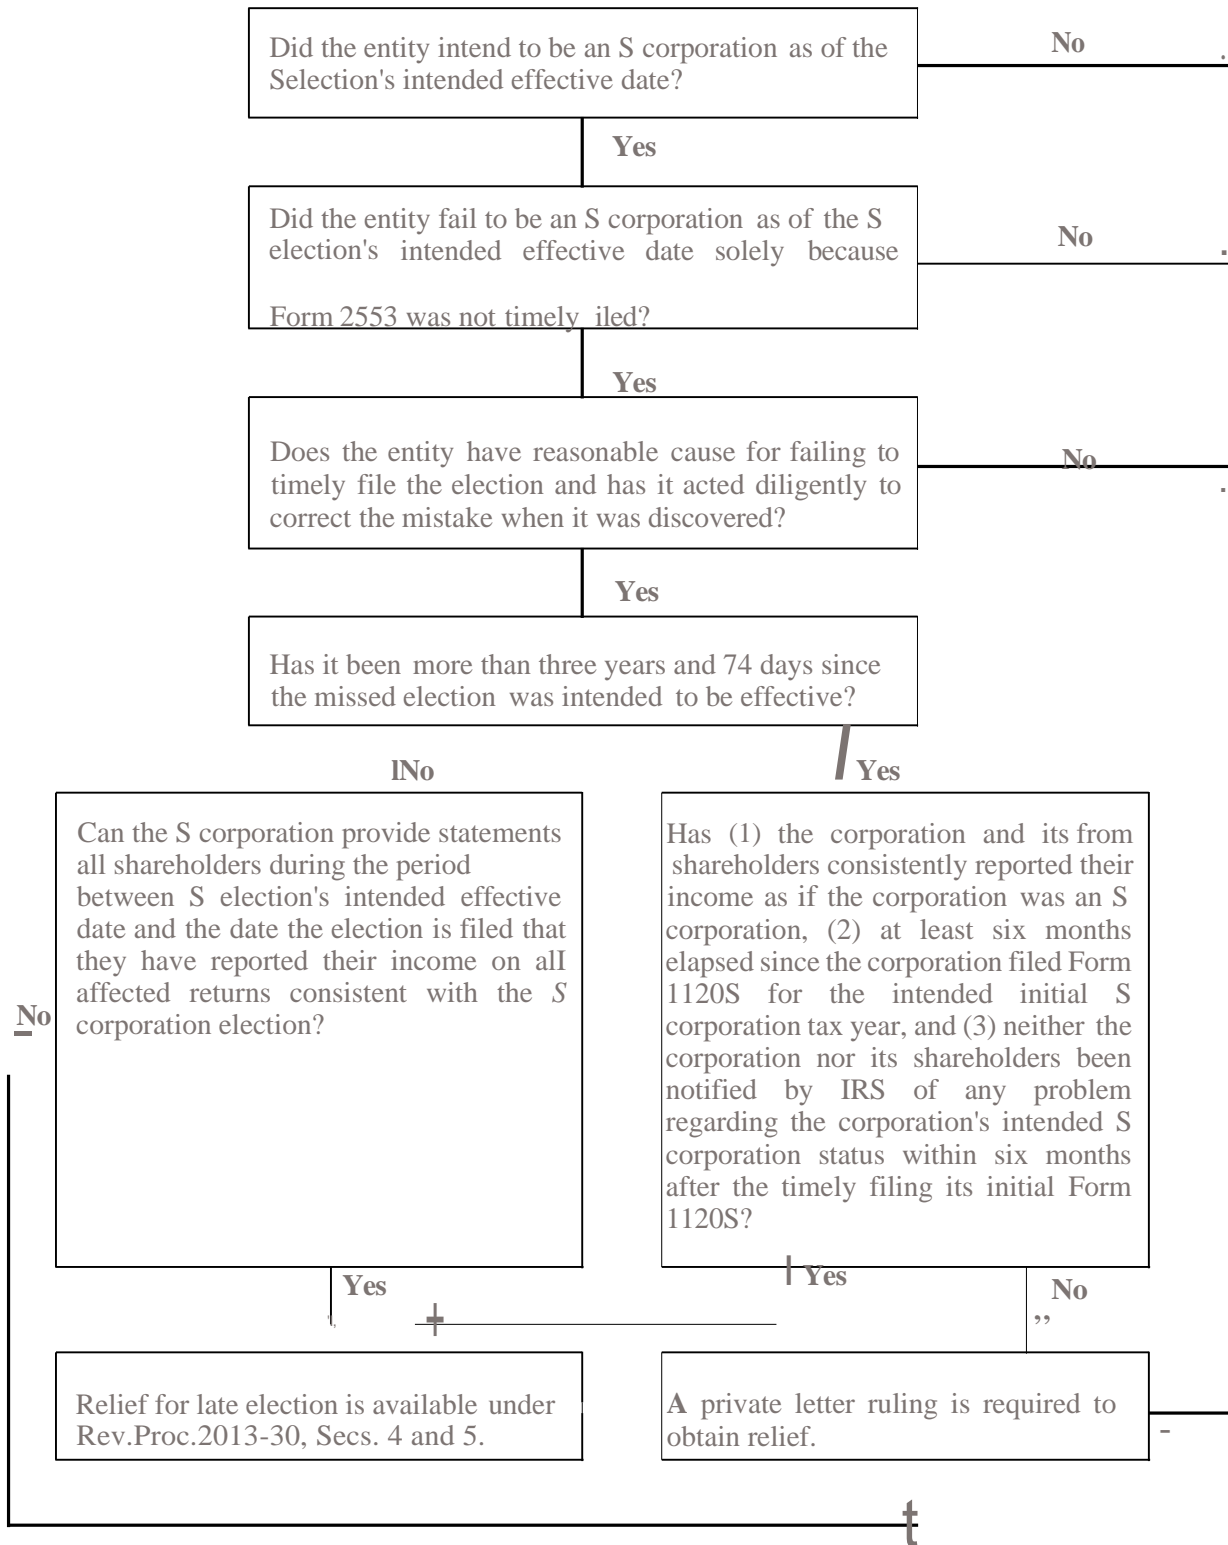 Did the entity intend to be an S corporation as of the
Selection's intended effective date?
No
Yes
Did the entity fail to be an S corporation as of the S
election's intended effective date solely because
Form 2553 was not timely iled?
No
Yes
Does the entity have reasonable cause for failing to
timely file the election and has it acted diligently to
correct the mistake when it was discovered?
No
Yes
Has it been more than three years and 74 days since
the missed election was intended to be effective?
lNo
Yes
Can the S corporation provide statements
all shareholders during the period
between S election's intended effective
date and the date the election is filed that
they have reported their income on alI
affected returns consistent with the S
corporation election?
No
Has (1) the corporation and its from
shareholders consistently reported their
income as if the corporation was an S
corporation, (2) at least six months
elapsed since the corporation filed Form
1120S for the intended initial S
corporation tax year, and (3) neither the
corporation nor its shareholders been
notified by IRS of any problem
regarding the corporation's intended S
corporation status within six months
after the timely filing its initial Form
1120S?
Yes
Yes
No
Relief for late election is available under
Rev.Proc.2013-30, Secs. 4 and 5.
A private letter ruling is required to
obtain relief.
t